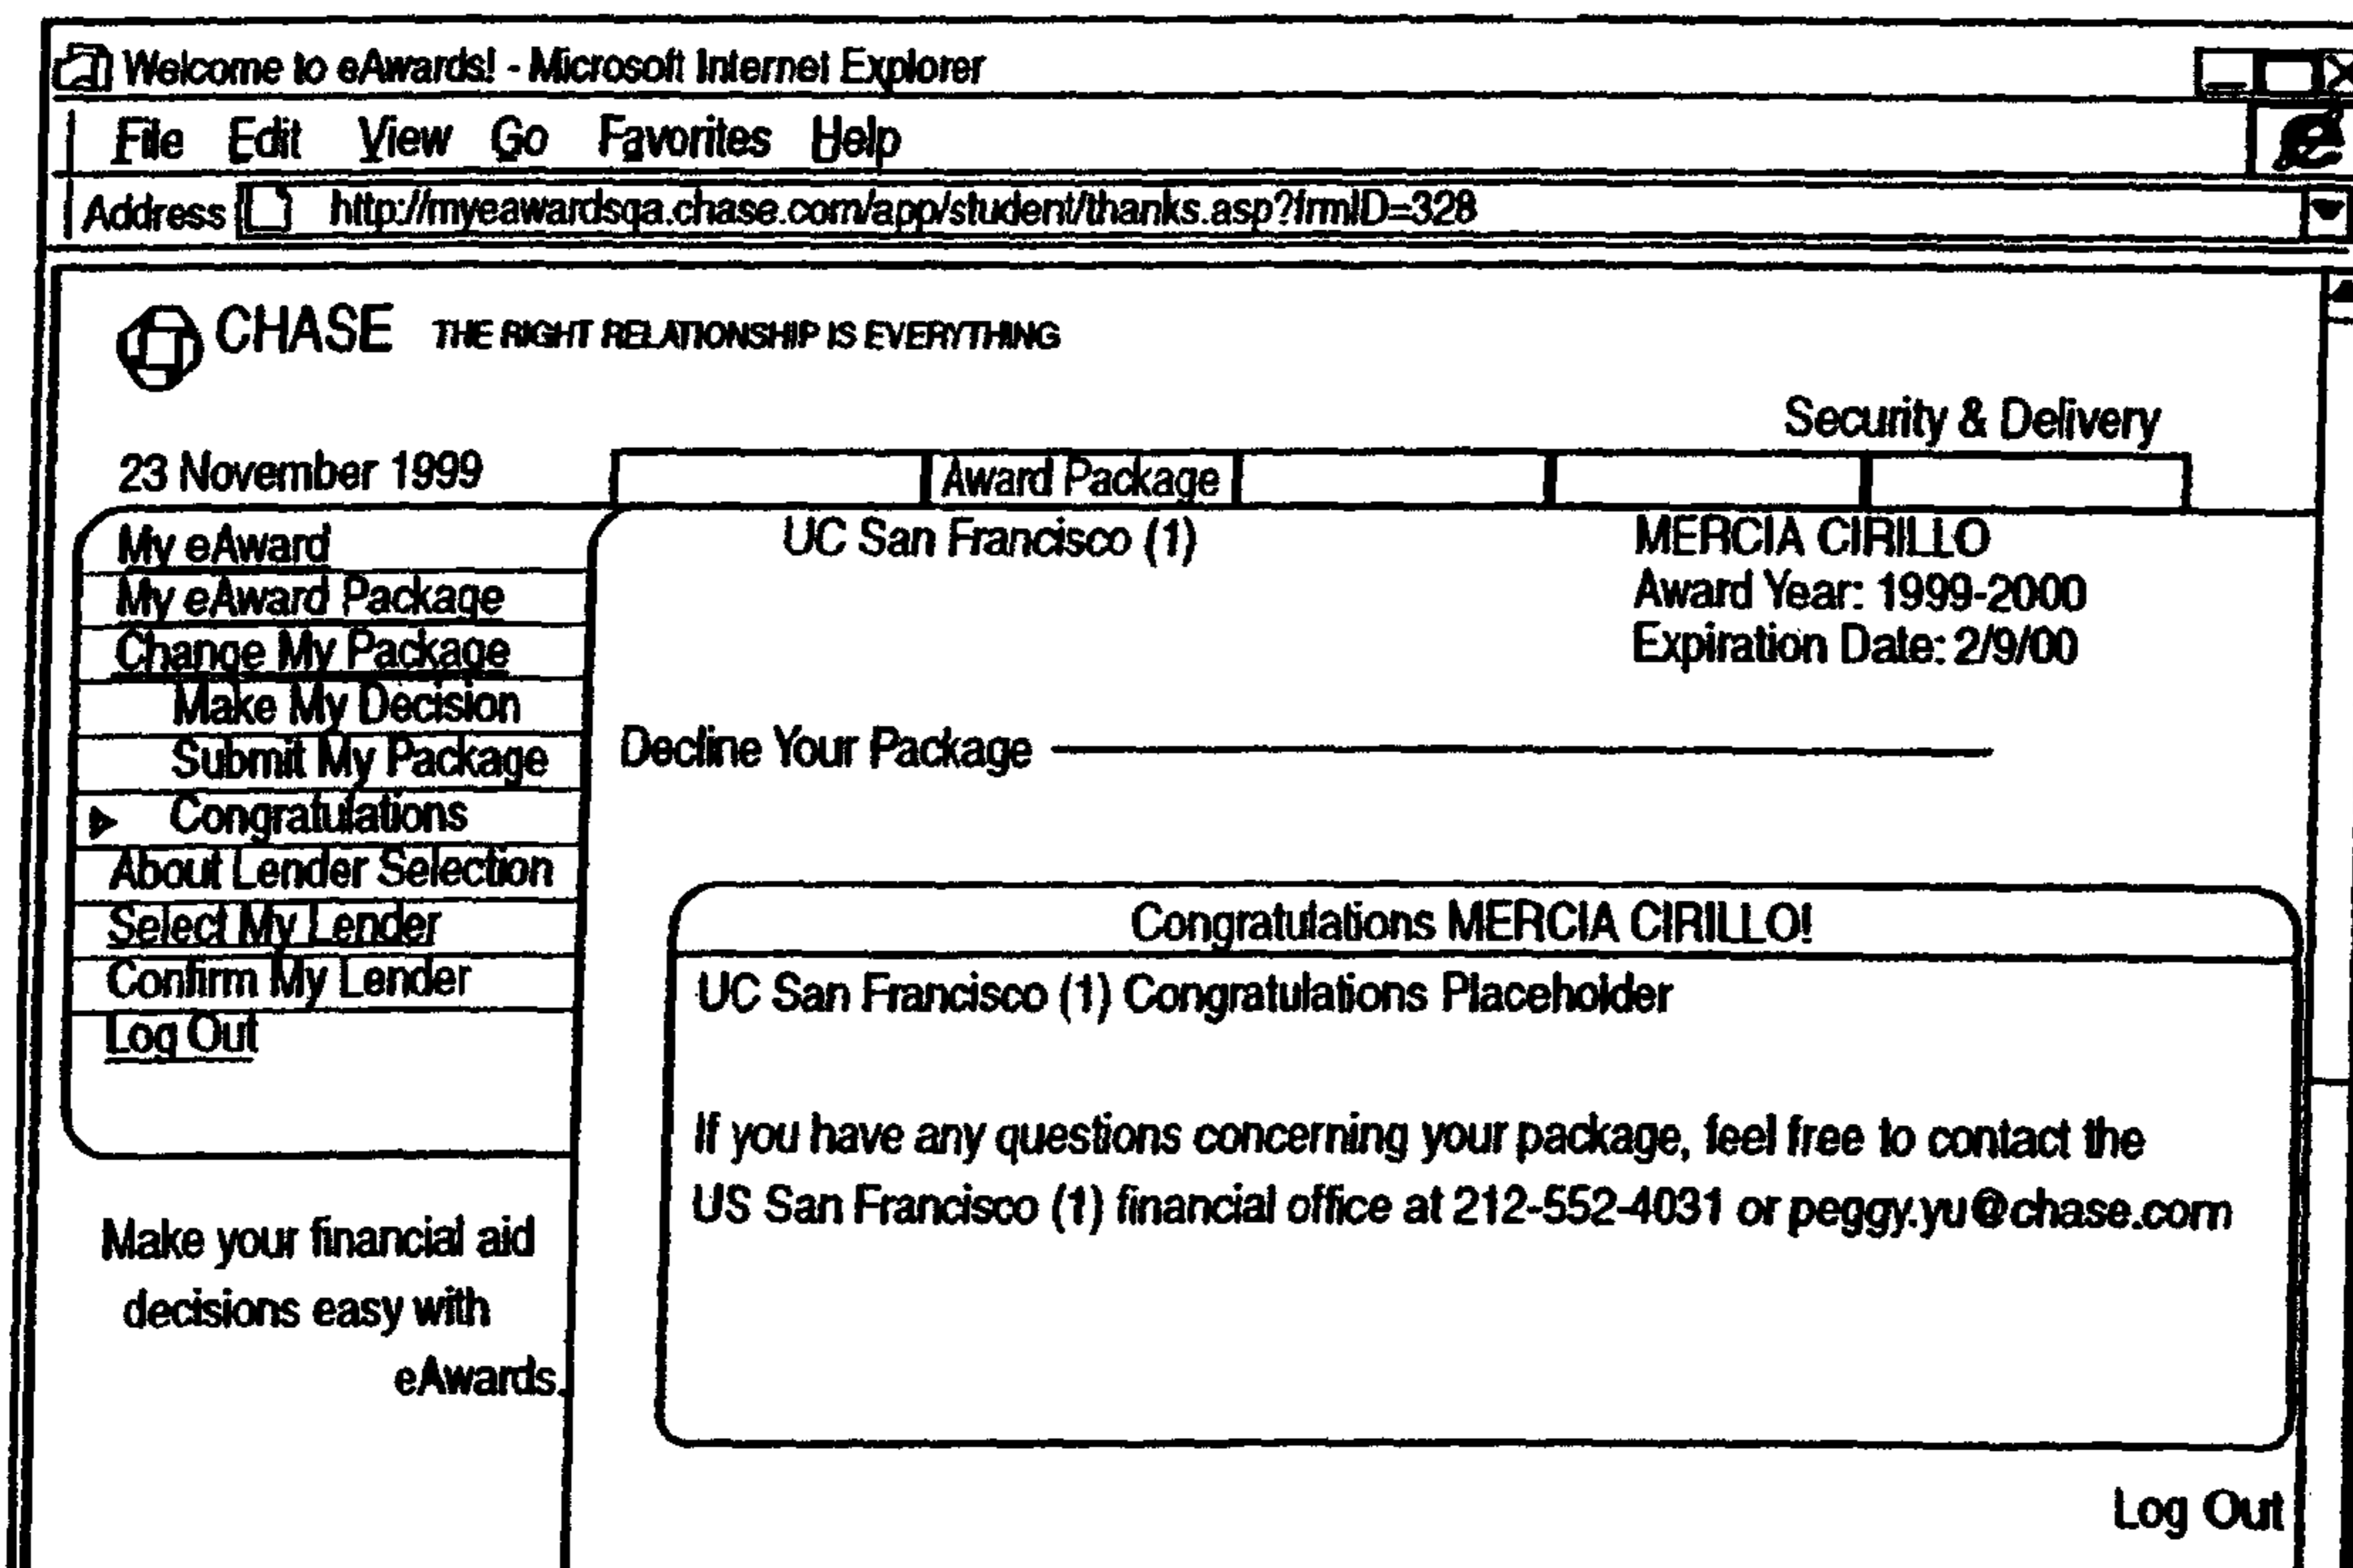 Welcome to eAwards! - Microsoft Internet Explorer
File Edit View Go Favorites Help
Address http://myeawardsqa.chase.com/app/student/thanks.asp?frmID=328
CHASE THE RIGHT RELATIONSHIP IS EVERYTHING
Security & Delivery
23 November 1999
Award Package
My eAward
My eAward Package
Change My Package
Make My Decision
Submit My Package
Congratulations
About Lender Selection
Select My Lender
Confirm My Lender
Log Out
Make your financial aid
decisions easy with
eAwards.
UC San Francisco (1)
MERCIA CIRILLO
Award Year: 1999-2000
Expiration Date: 2/9/00
Decline Your Package
Congratulations MERCIA CIRILLO!
UC San Francisco (1) Congratulations Placeholder
If you have any questions concerning your package, feel free to contact the
US San Francisco (1) financial office at 212-552-4031 or peggy.yu@chase.com
Log Out